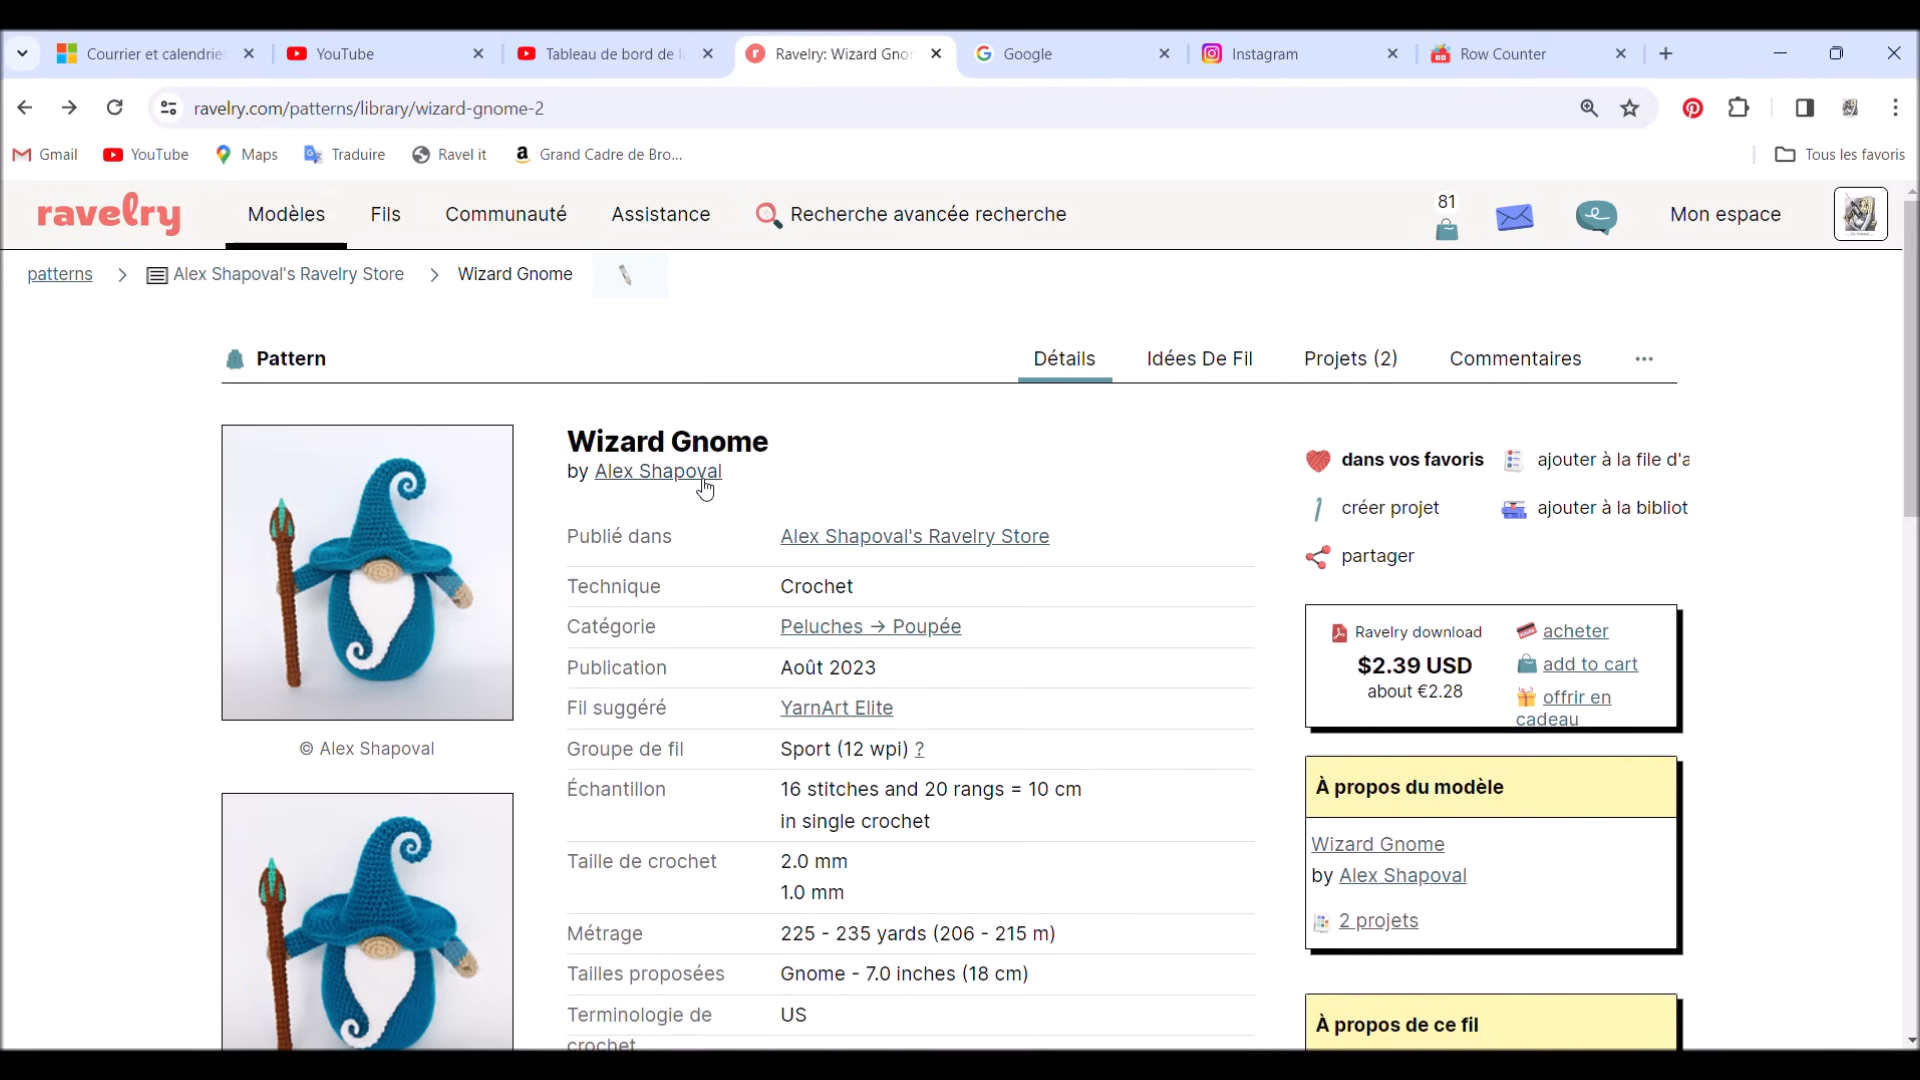 Courrier et calendrie
YouTube
Tableau de bord de l
Ravelry: Wizard Gno
Google
Instagram
Row Counter
ravelry.com/patterns/library/wizard-gnome-2
Gmail
YouTube
Maps
Traduire
Ravel it
Grand Cadre de Bro...
Tous les favoris
ravelry
Modèles
Fils
Communauté
Assistance
Recherche avancée recherche
81
Mon espace
patterns
Alex Shapoval's Ravelry Store
Wizard Gnome
Pattern
Détails
Idées De Fil
Projets (2)
Commentaires
Wizard Gnome
by Alex Shapoval
© Alex Shapoval
Publié dans Alex Shapoval's Ravelry Store
Technique Crochet
Catégorie Peluches → Poupée
Publication Août 2023
Fil suggéré YarnArt Elite
Groupe de fil Sport (12 wpi) ?
Échantillon 16 stitches and 20 rangs = 10 cm
in single crochet
Taille de crochet 2.0 mm
1.0 mm
Métrage 225 - 235 yards (206 - 215 m)
Tailles proposées Gnome - 7.0 inches (18 cm)
Terminologie de US
crochet
dans vos favoris
ajouter à la file d'a
créer projet
ajouter à la bibliot
partager
Ravelry download
$2.39 USD
about €2.28
acheter
add to cart
offrir en
cadeau
À propos du modèle
Wizard Gnome
by Alex Shapoval
2 projets
À propos de ce fil